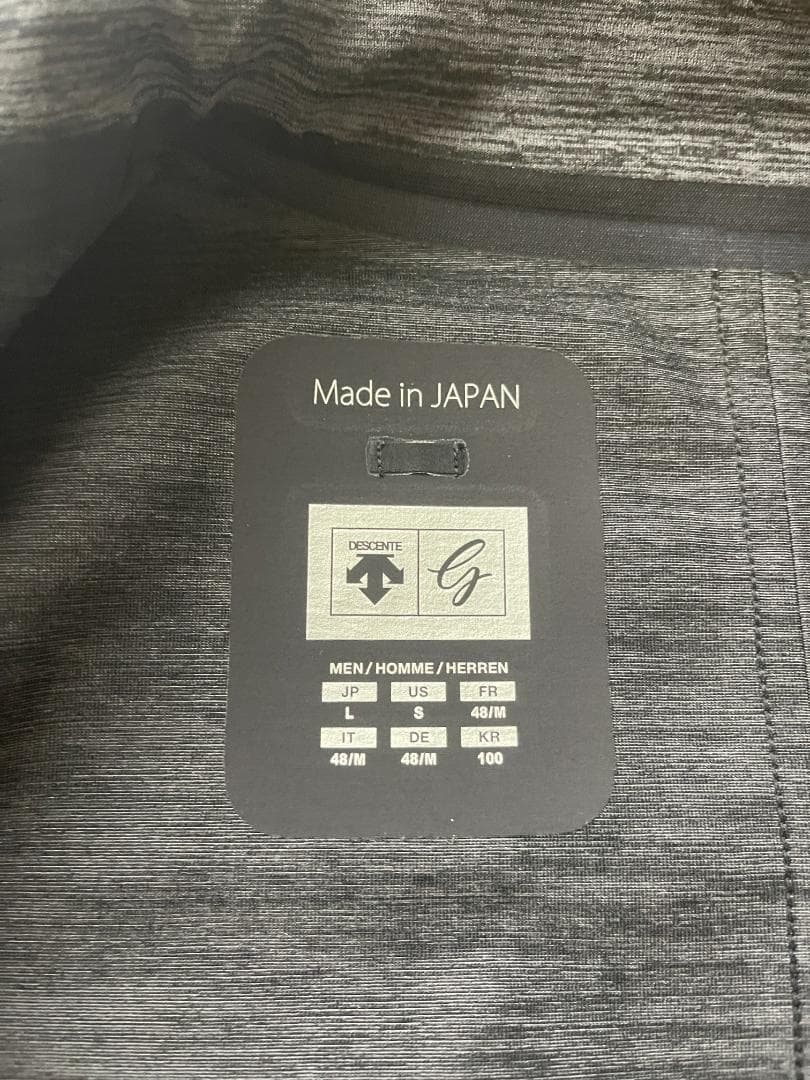 Made in JAPAN
DESCENTE
G
MEN / HOMME / HERREN
JP US FR
L S 48/M
IT DE KR
48/M 48/M 100